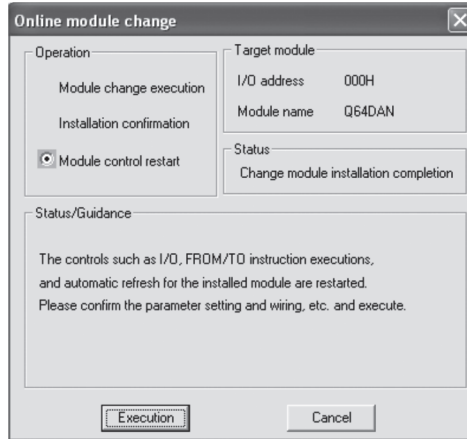 Online module change
Operation
Module change execution
Installation confirmation
Module control restart
Target module
I/O address 000H
Module name Q64DAN
Status
Change module installation completion
Status/Guidance
The controls such as I/O, FROM/TO instruction executions,
and automatic refresh for the installed module are restarted.
Please confirm the parameter setting and wiring, etc. and execute.
Execution
Cancel